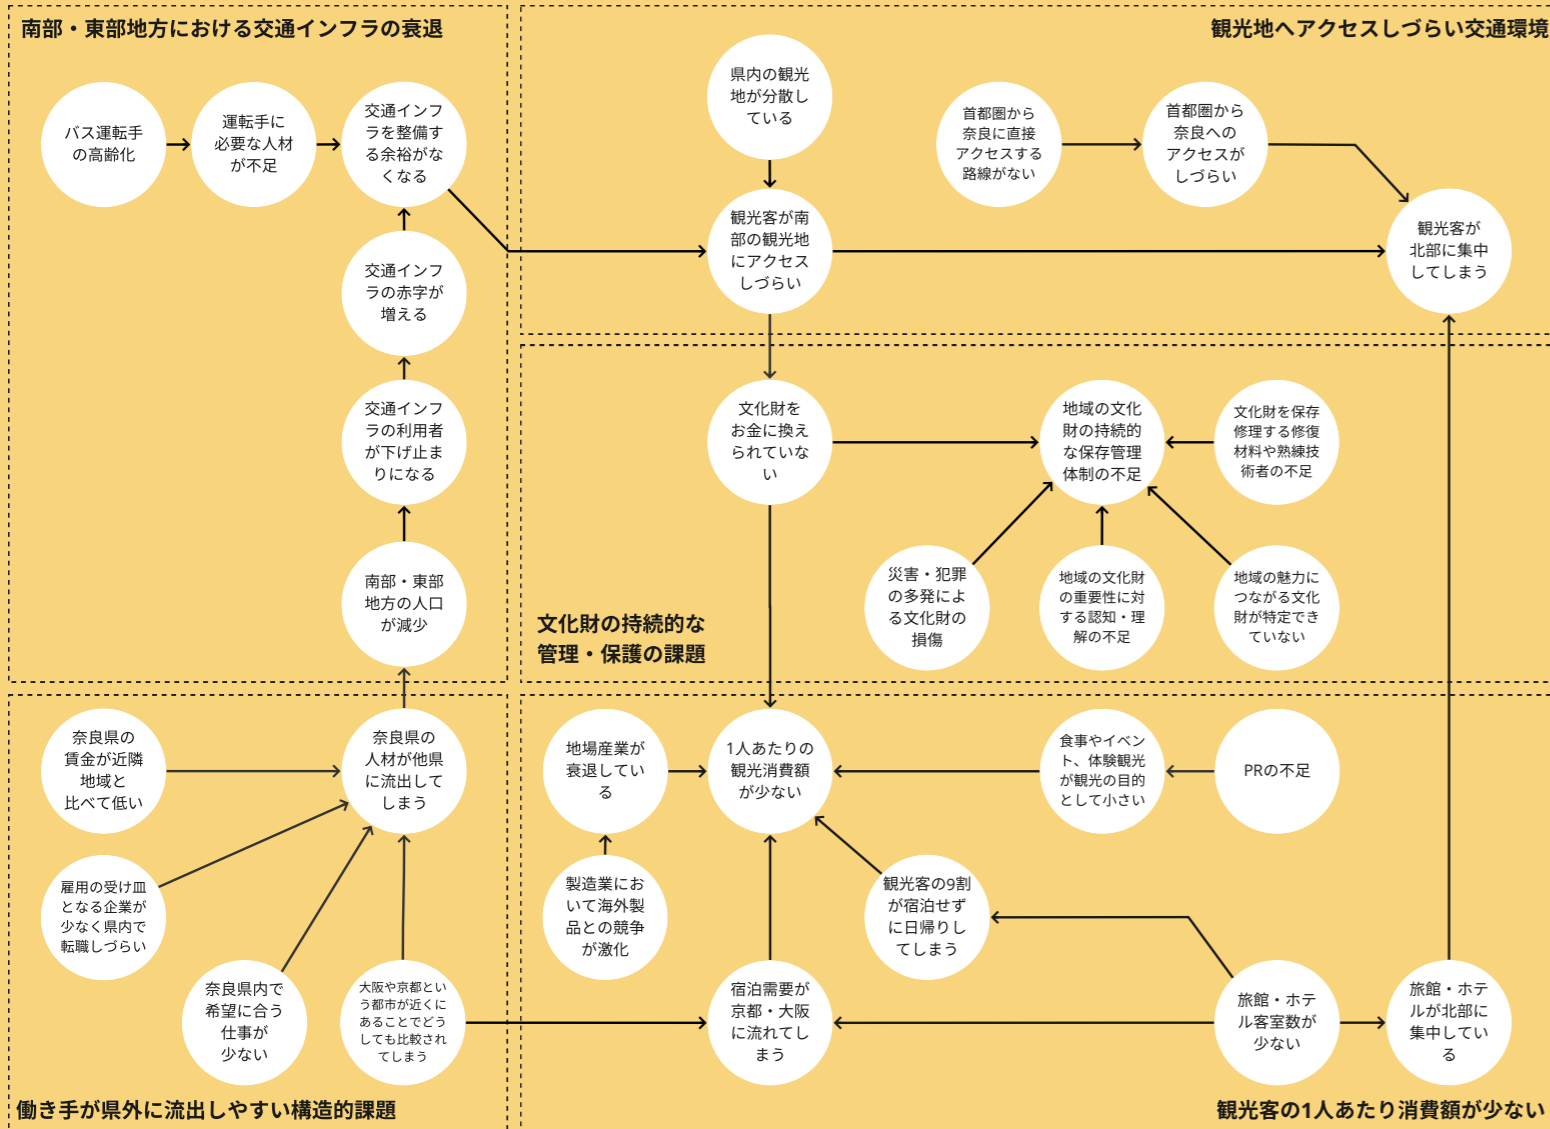 南部・東部地方における交通インフラの衰退
バス運転手
の高齢化
運転手に
必要な人材
が不足
交通インフ
ラを整備す
る余裕がな
くなる
交通インフ
ラの赤字が
増える
交通インフ
ラの利用者
が下げ止ま
りになる
南部・東部
地方の人口
が減少
観光地へアクセスしづらい交通環境
県内の観光
地が分散し
ている
首都圏から
奈良に直接
アクセスする
路線がない
首都圏から
奈良への
アクセスが
しづらい
観光客が南
部の観光地
にアクセス
しづらい
観光客が
北部に集中
してしまう
文化財を
お金に換え
られていな
い
地域の文化
財の持続的
な保存管理
体制の不足
文化財を保存
修理する修復
材料や熟練技
術者の不足
災害・犯罪
の多発によ
る文化財の
損傷
地域の文化財
の重要性に対
する認知・理
解の不足
地域の魅力に
つながる文化
財が特定でき
ていない
文化財の持続的な
管理・保護の課題
奈良県の
賃金が近隣
地域と
比べて低い
奈良県の
人材が他県
に流出して
しまう
雇用の受け皿
となる企業が
少なく県内で
転職しづらい
奈良県内で
希望に合う
仕事が
少ない
大阪や京都とい
う都市が近くに
あることでどう
しても比較され
てしまう
働き手が県外に流出しやすい構造的課題
地場産業が
衰退してい
る
1人あたりの
観光消費額
が少ない
食事やイベン
ト、体験観光
が観光の目的
として小さい
PRの不足
製造業にお
いて海外製
品との競争
が激化
観光客の9割
が宿泊せず
に日帰りし
てしまう
宿泊需要が
京都・大阪
に流れてし
まう
旅館・ホテ
ル客室数が
少ない
旅館・ホテ
ルが北部に
集中してい
る
観光客の1人あたり消費額が少ない